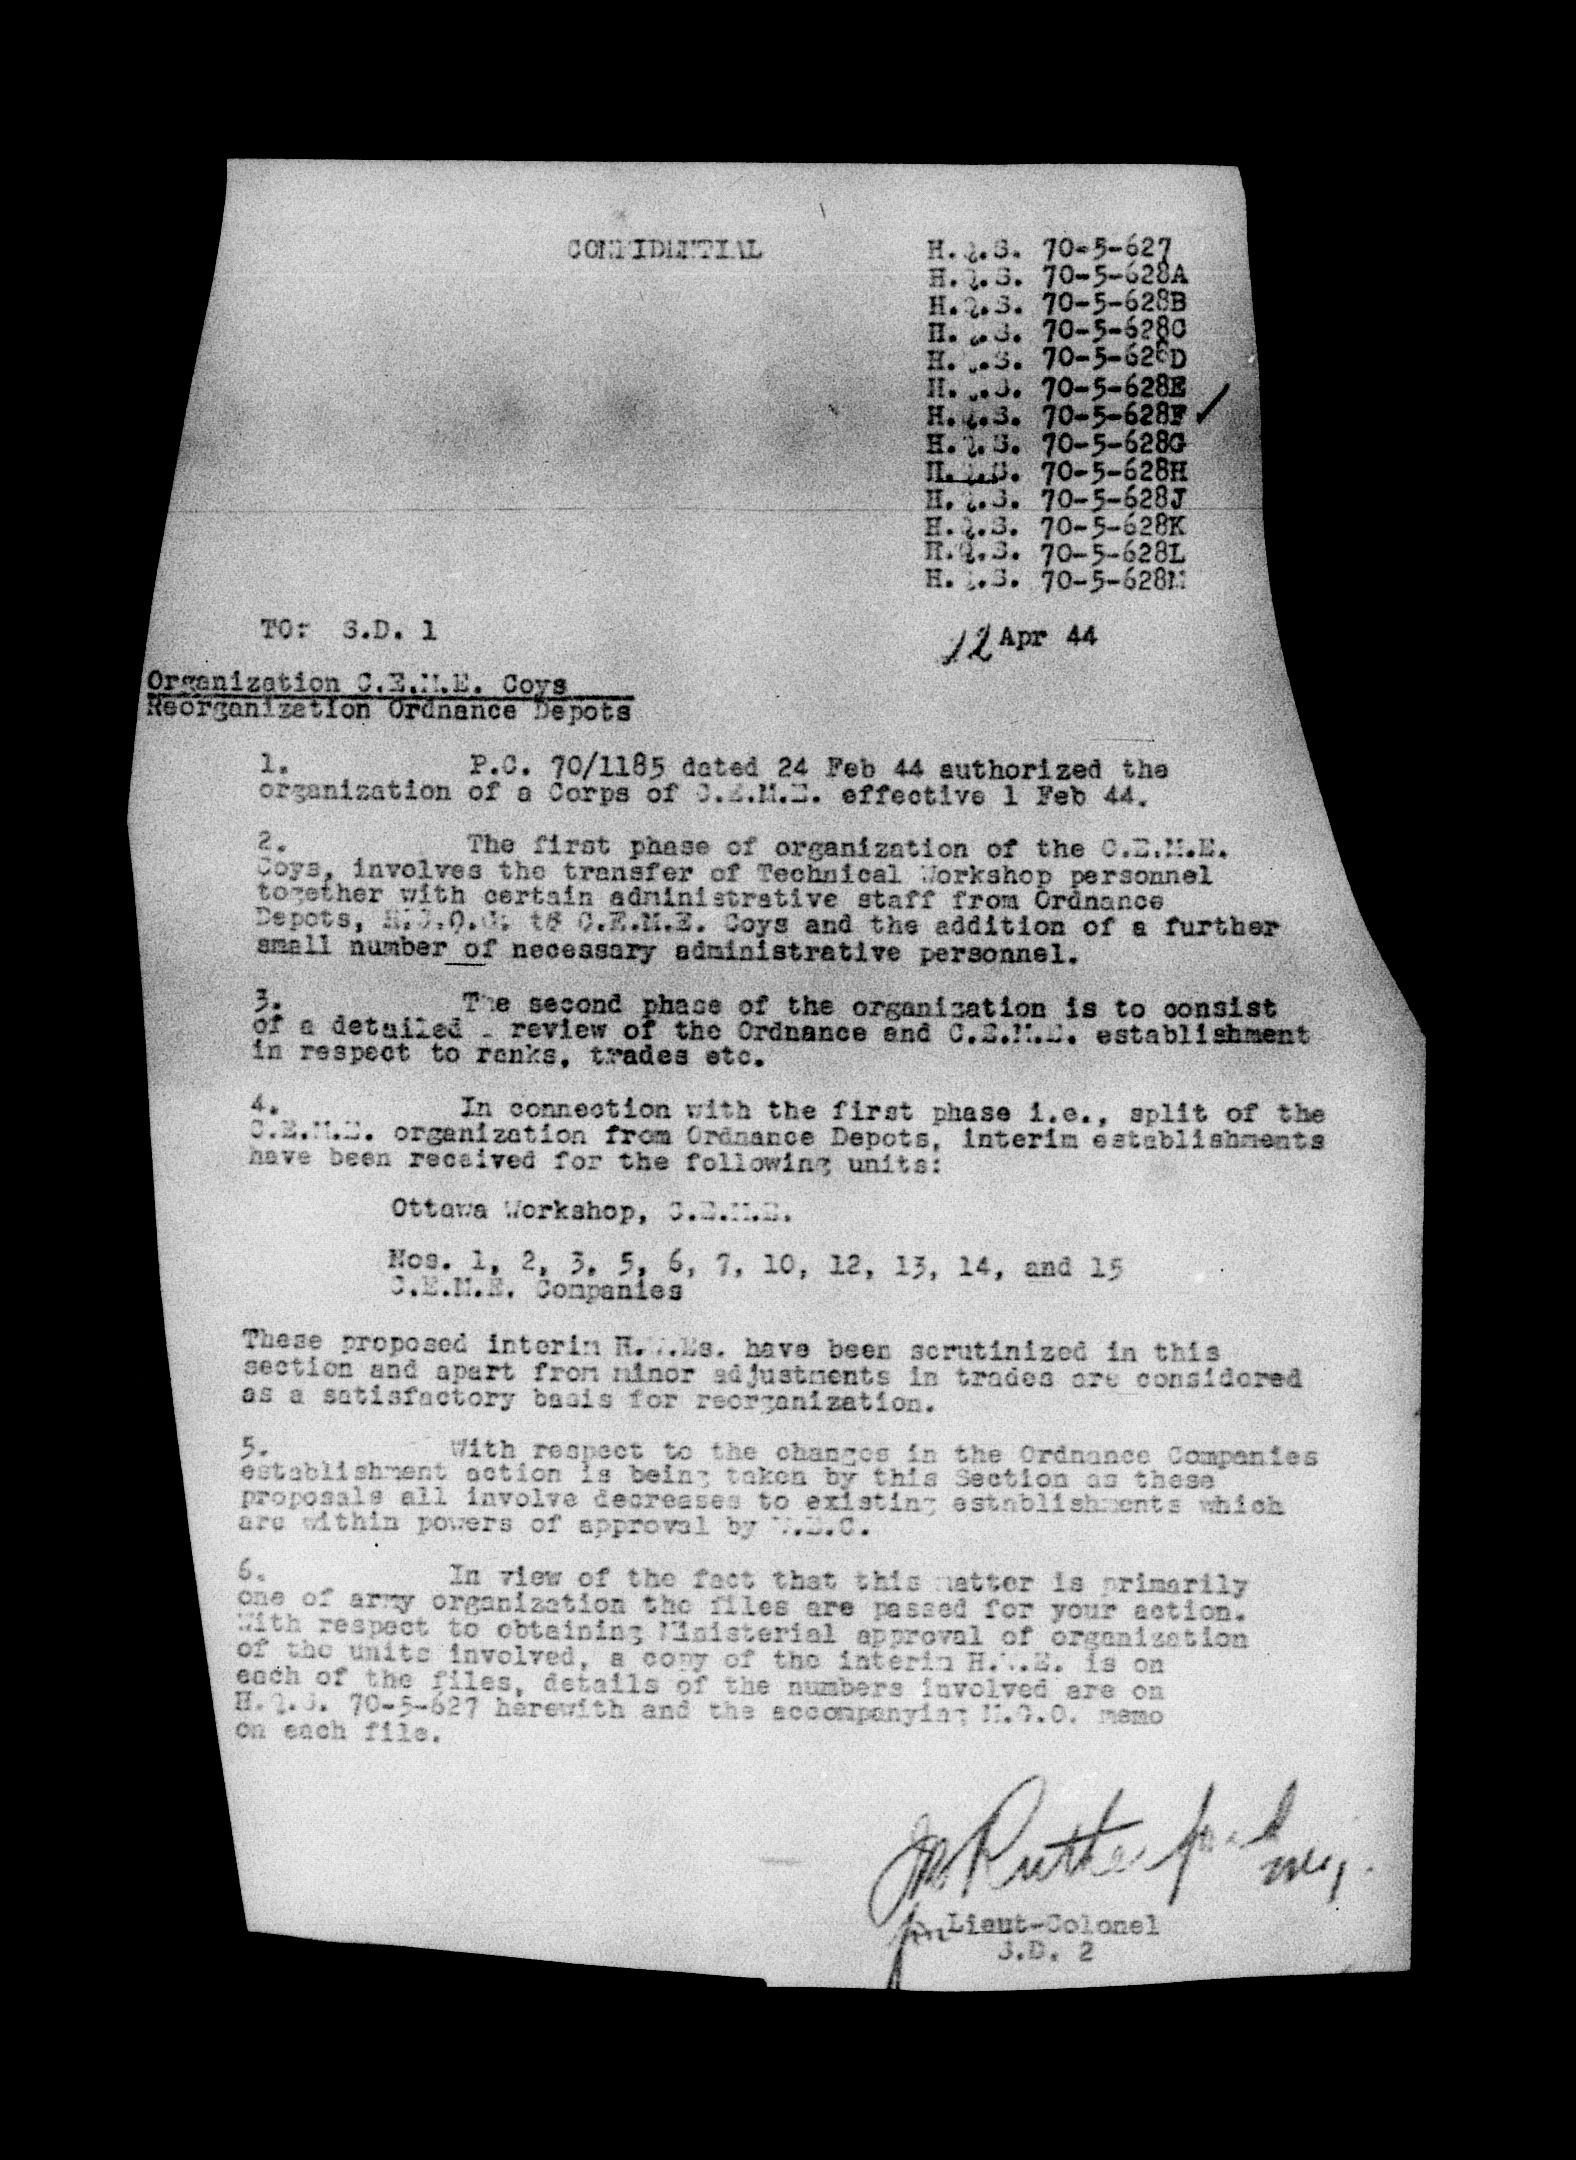 CONFIDENTIAL
H.Q.S. 70-5-627
H.Q.S. 70-5-628A
H.Q.S. 70-5-628B
H.Q.S. 70-5-628C
H.Q.S. 70-5-628D
H.Q.S. 70-5-628E
H.Q.S. 70-5-628F ✓
H.Q.S. 70-5-628G
H.Q.S. 70-5-628H
H.Q.S. 70-5-628J
H.Q.S. 70-5-628K
H.Q.S. 70-5-628L
H.Q.S. 70-5-628M
TO: S.D. 1
12 Apr 44
Organization C.E.M.E. Coys
Reorganization Ordnance Depots
1. P.C. 70/1185 dated 24 Feb 44 authorized the
organization of a Corps of C.E.M.E. effective 1 Feb 44.
2. The first phase of organization of the C.E.M.E.
Coys, involves the transfer of Technical Workshop personnel
together with certain administrative staff from Ordnance
Depots, R.C.O.C. to C.E.M.E. Coys and the addition of a further
small number of necessary administrative personnel.
3. The second phase of the organization is to consist
of a detailed - review of the Ordnance and C.E.M.E. establishment
in respect to ranks, trades etc.
4. In connection with the first phase i.e., split of the
C.E.M.E. organization from Ordnance Depots, interim establishments
have been received for the following units:
Ottawa Workshop, C.E.M.E.
Nos. 1, 2, 3, 5, 6, 7, 10, 12, 13, 14, and 15
C.E.M.E. Companies
These proposed interim H.W.Es. have been scrutinized in this
section and apart from minor adjustments in trades are considered
as a satisfactory basis for reorganization.
5. With respect to the changes in the Ordnance Companies
establishment action is being taken by this Section as these
proposals all involve decreases to existing establishments which
are within powers of approval by W.E.C.
6. In view of the fact that this matter is primarily
one of army organization the files are passed for your action.
With respect to obtaining Ministerial approval of organization
of the units involved, a copy of the interim H.W.E. is on
each of the files, details of the numbers involved are on
H.Q.S. 70-5-627 herewith and the accompanying M.G.O. memo
on each file.
Rutherford Maj.
for Lieut-Colonel
S.D. 2